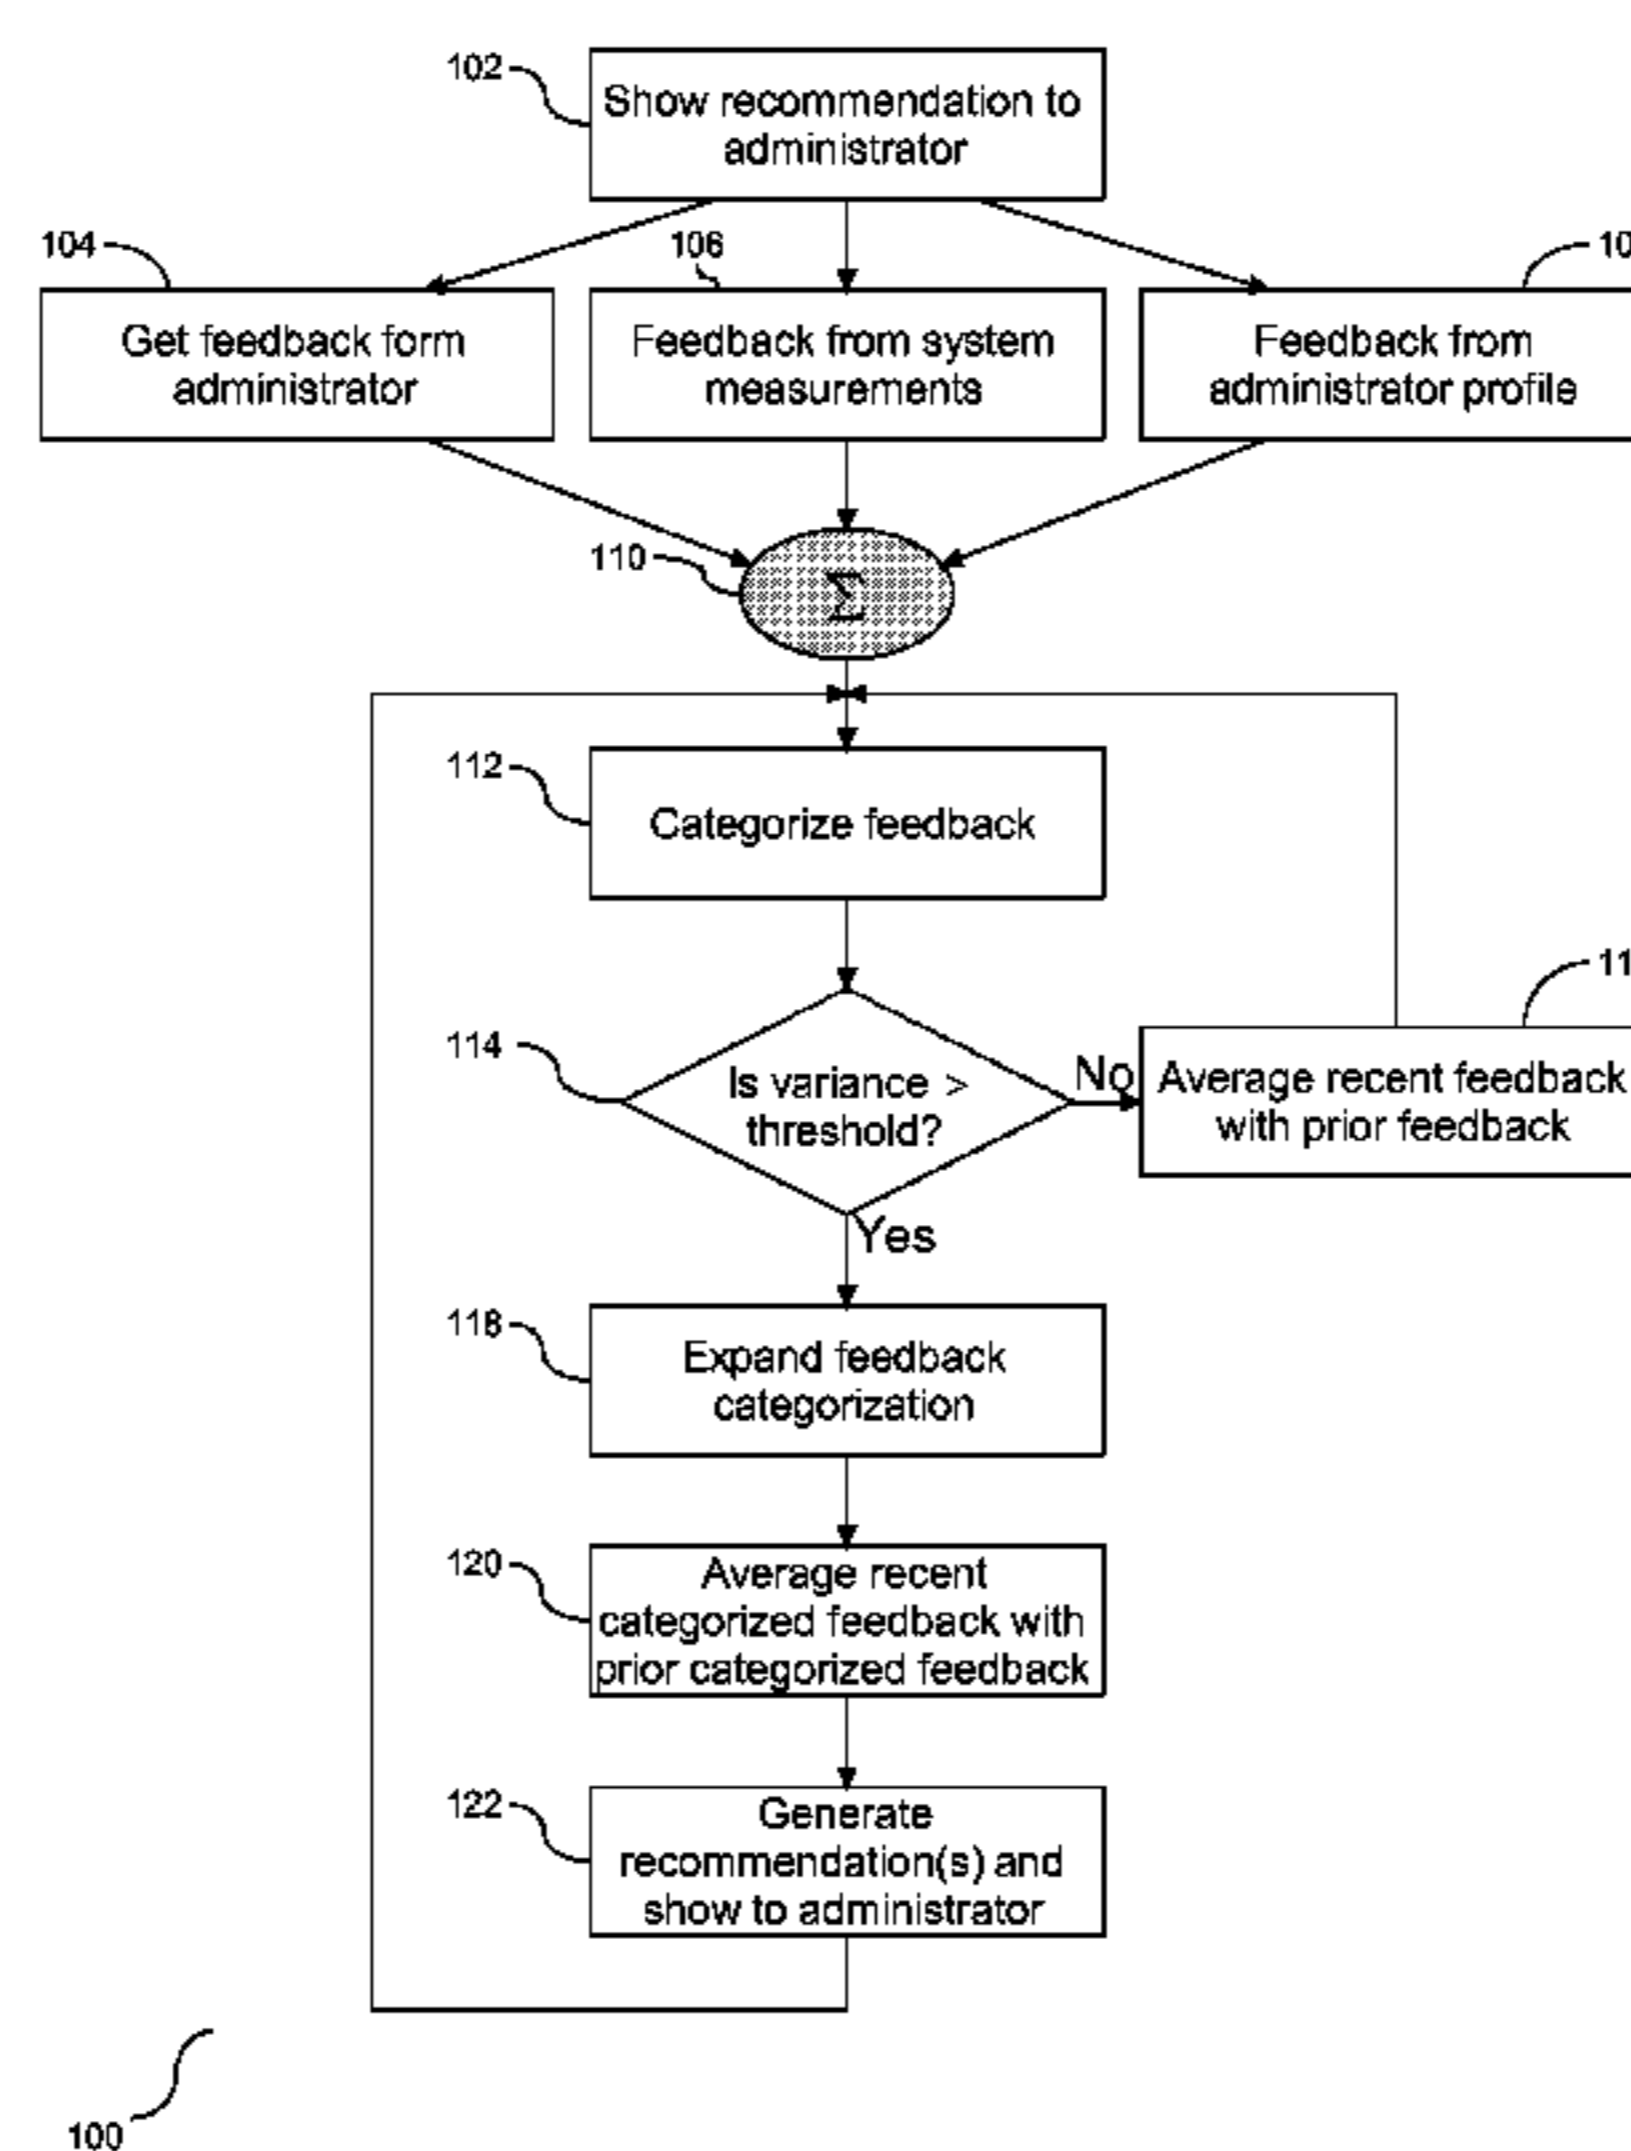 102
Show recommendation to
administrator
104
106
10
Get feedback form
administrator
Feedback from system
measurements
Feedback from
administrator profile
110
Σ
112
Categorize feedback
114
Is variance >
threshold?
No
11
Average recent feedback
with prior feedback
Yes
118
Expand feedback
categorization
120
Average recent
categorized feedback with
prior categorized feedback
122
Generate
recommendation(s) and
show to administrator
100